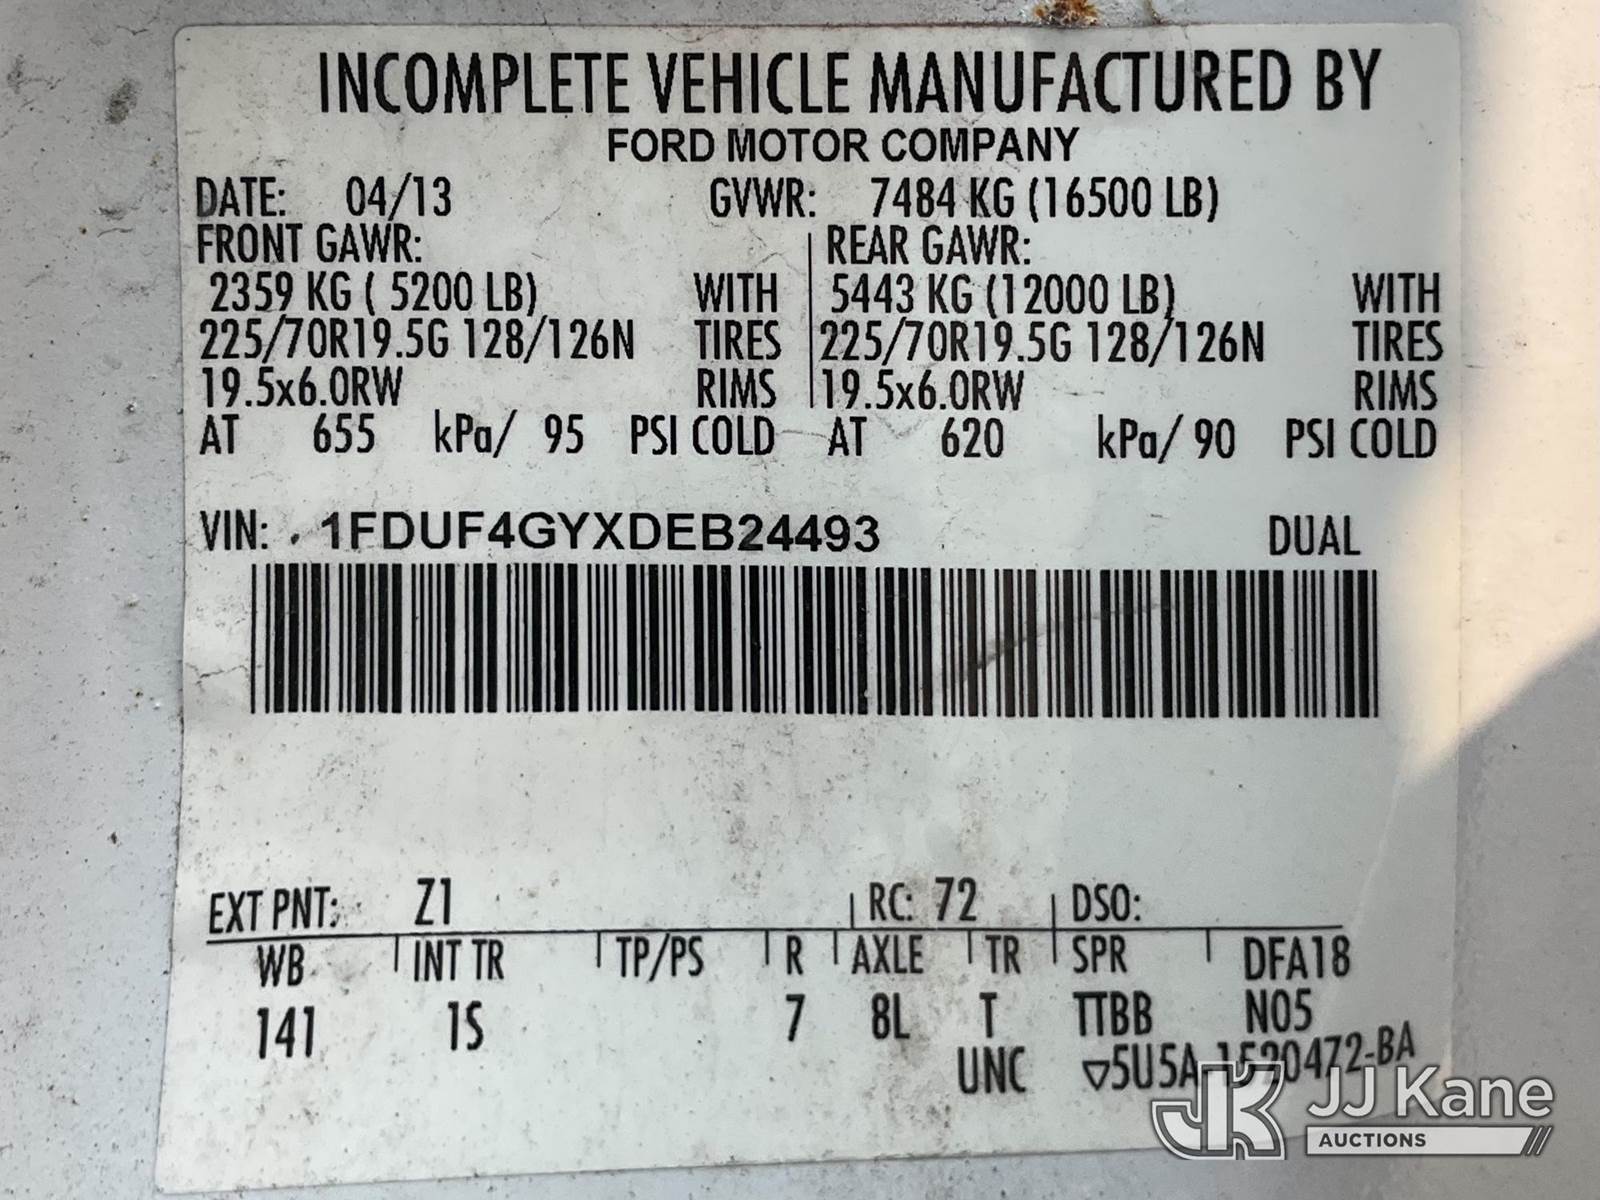 INCOMPLETE VEHICLE MANUFACTURED BY
FORD MOTOR COMPANY
DATE: 04/13 GVWR: 7484 KG (16500 LB)
FRONT GAWR: REAR GAWR:
2359 KG ( 5200 LB) WITH 5443 KG (12000 LB) WITH
225/70R19.5G 128/126N TIRES 225/70R19.5G 128/126N TIRES
19.5x6.0RW RIMS 19.5x6.0RW RIMS
AT 655 kPa/ 95 PSI COLD AT 620 kPa/ 90 PSI COLD
VIN: 1FDUF4GYXDEB24493 DUAL
EXT PNT: Z1 RC: 72 DSO:
WB INT TR TP/PS R AXLE TR SPR DFA18
141 1S 7 8L T TTBB N05
UNC ▽5U5A-1520472-BA
JK JJ Kane
AUCTIONS